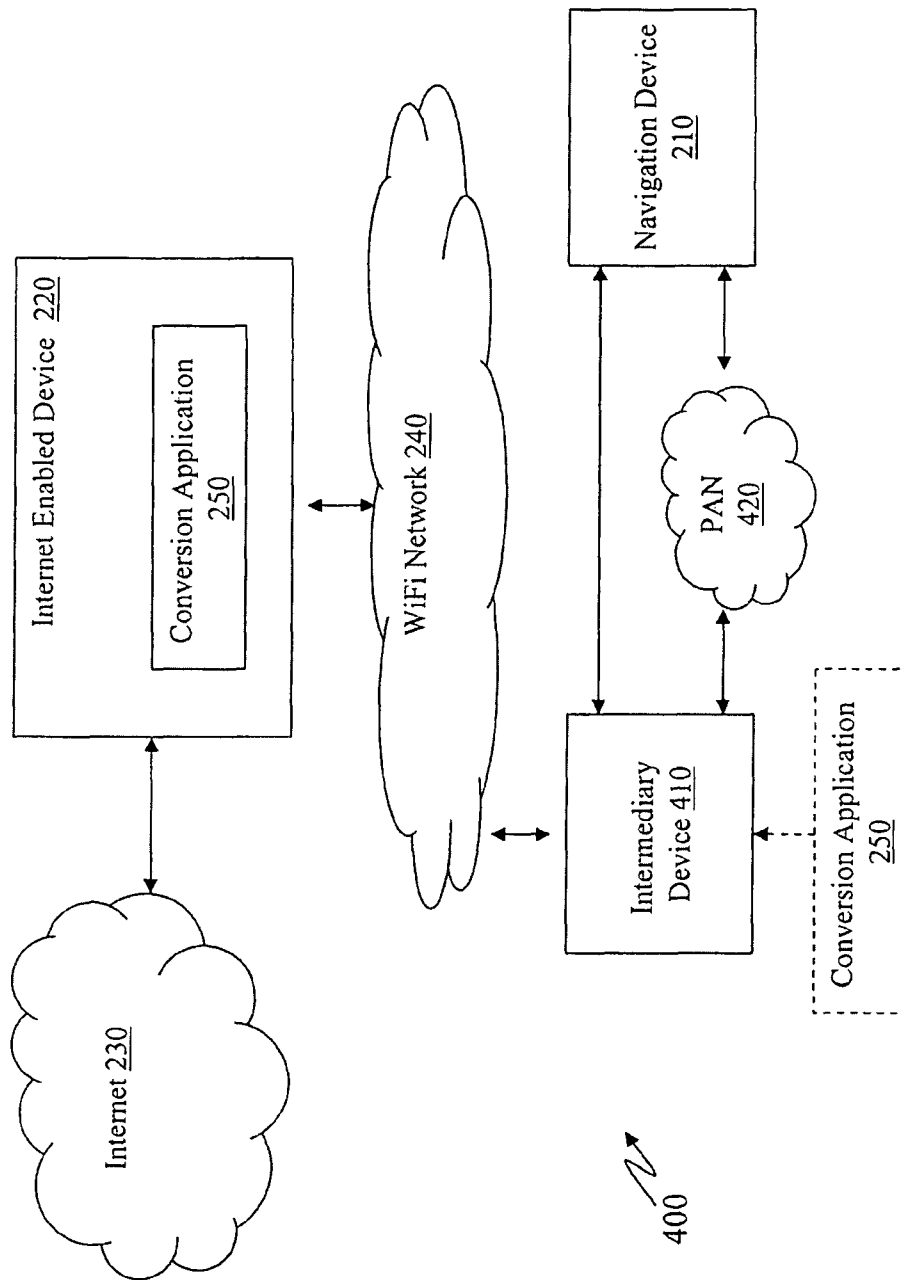 Internet 230
Internet Enabled Device 220
Conversion Application
250
WiFi Network 240
Intermediary
Device 410
PAN
420
Navigation Device
210
Conversion Application
250
400